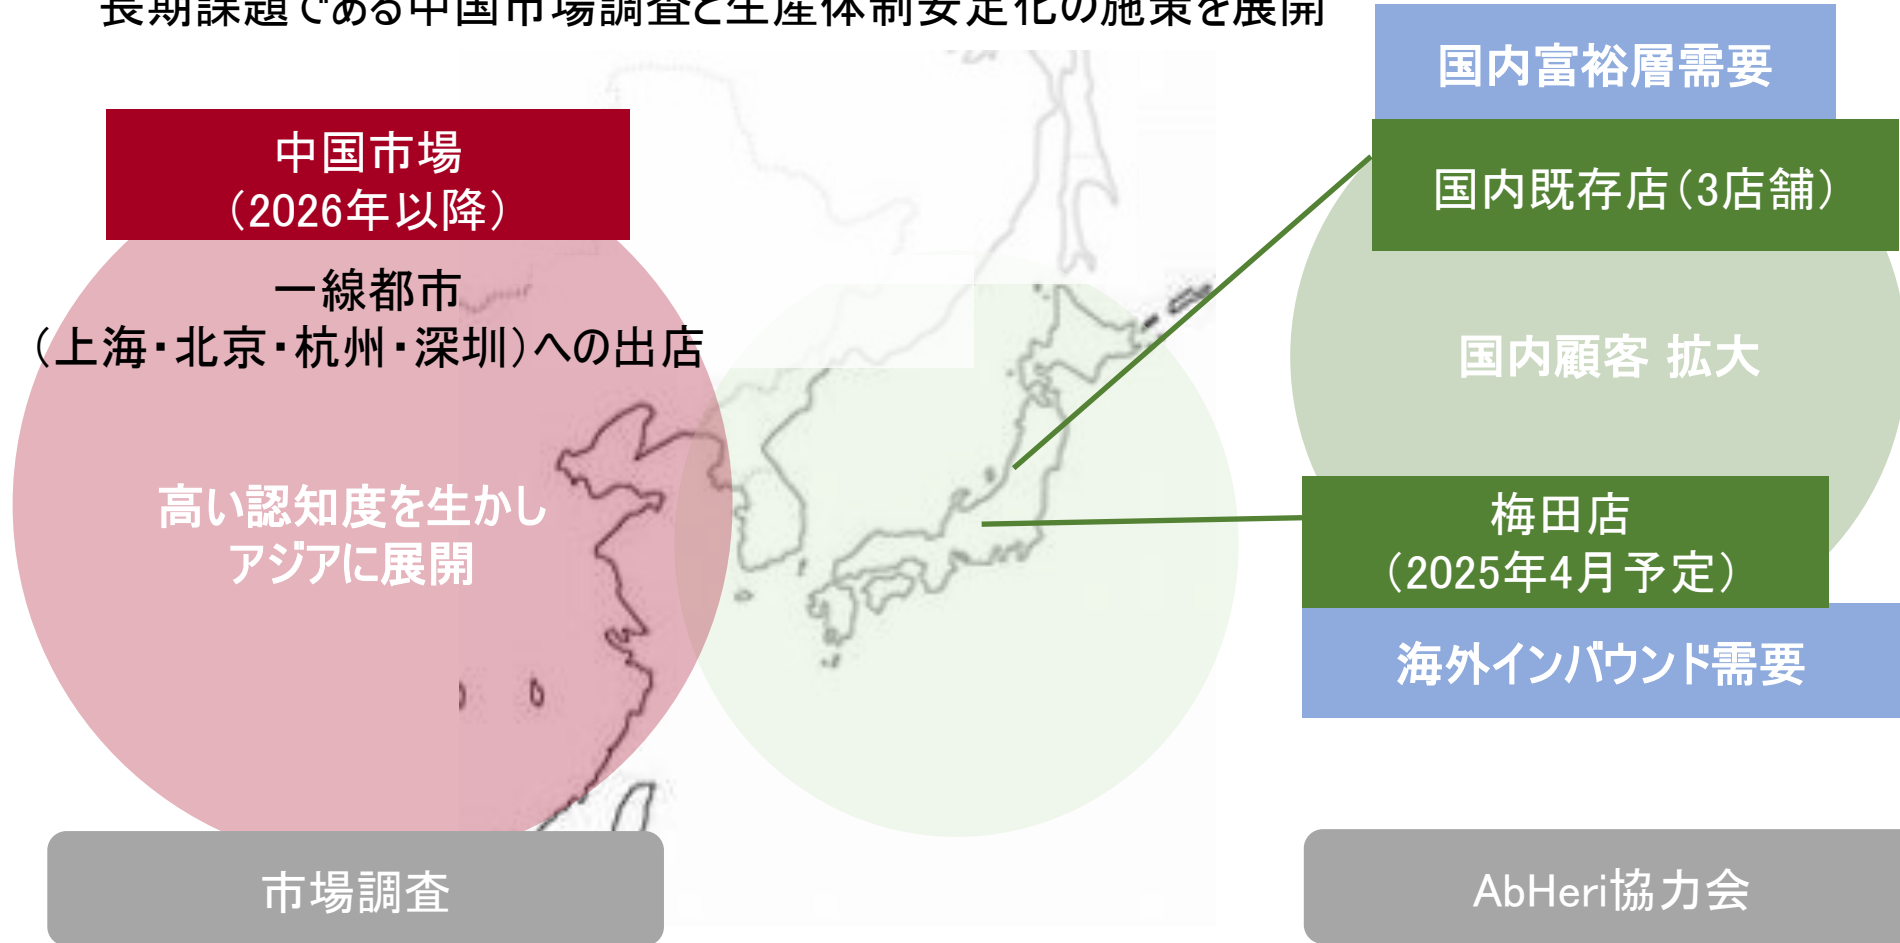 長期課題である中国市場調査と生産体制安定化の施策を展開
中国市場
（2026年以降）
一線都市
（上海・北京・杭州・深圳）への出店
高い認知度を生かし
アジアに展開
市場調査
国内富裕層需要
国内既存店（3店舗）
国内顧客 拡大
梅田店
（2025年4月予定）
海外インバウンド需要
AbHeri協力会